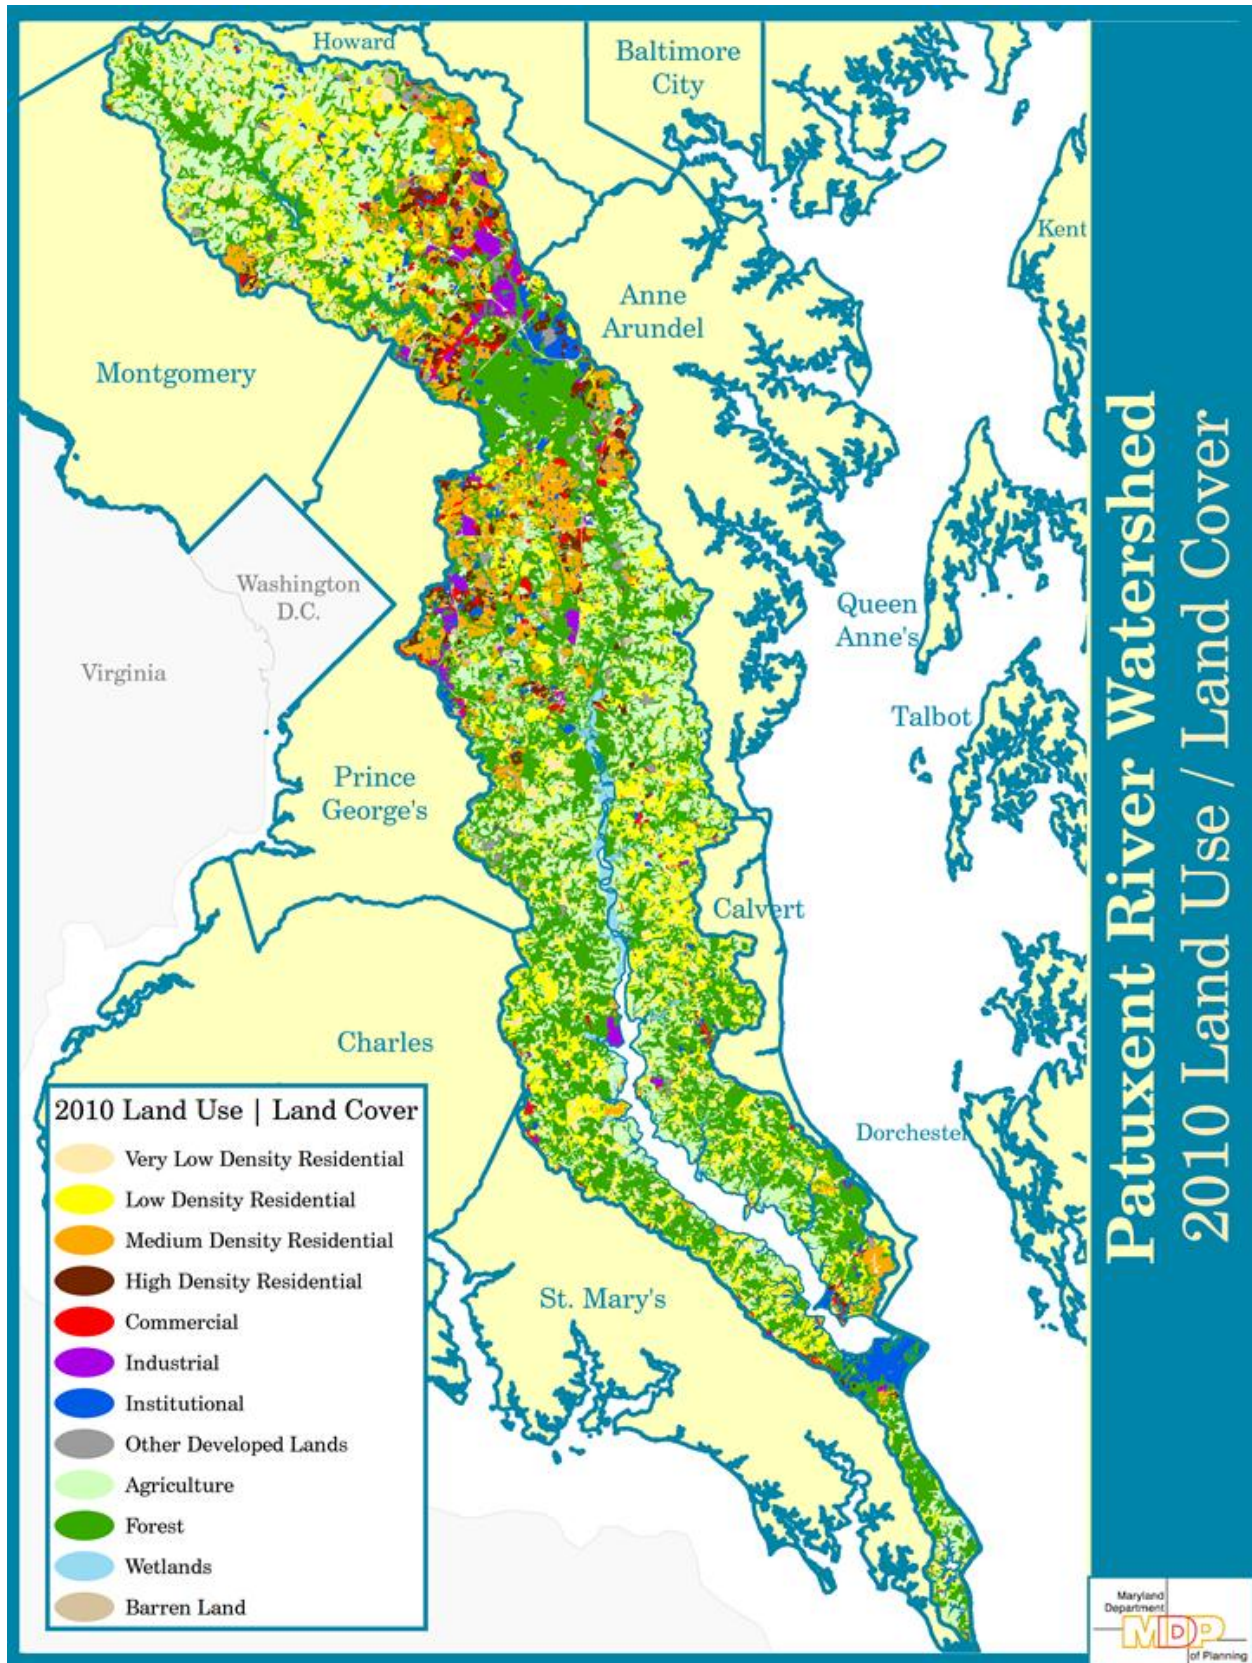 Howard
Baltimore
City
Kent
Anne
Arundel
Montgomery
Washington
D.C.
Queen
Anne's
Virginia
Talbot
Prince
George's
Calvert
Charles
Dorchester
St. Mary's
2010 Land Use | Land Cover
Very Low Density Residential
Low Density Residential
Medium Density Residential
High Density Residential
Commercial
Industrial
Institutional
Other Developed Lands
Agriculture
Forest
Wetlands
Barren Land
Patuxent River Watershed
2010 Land Use / Land Cover
Maryland
Department
MDP
of Planning